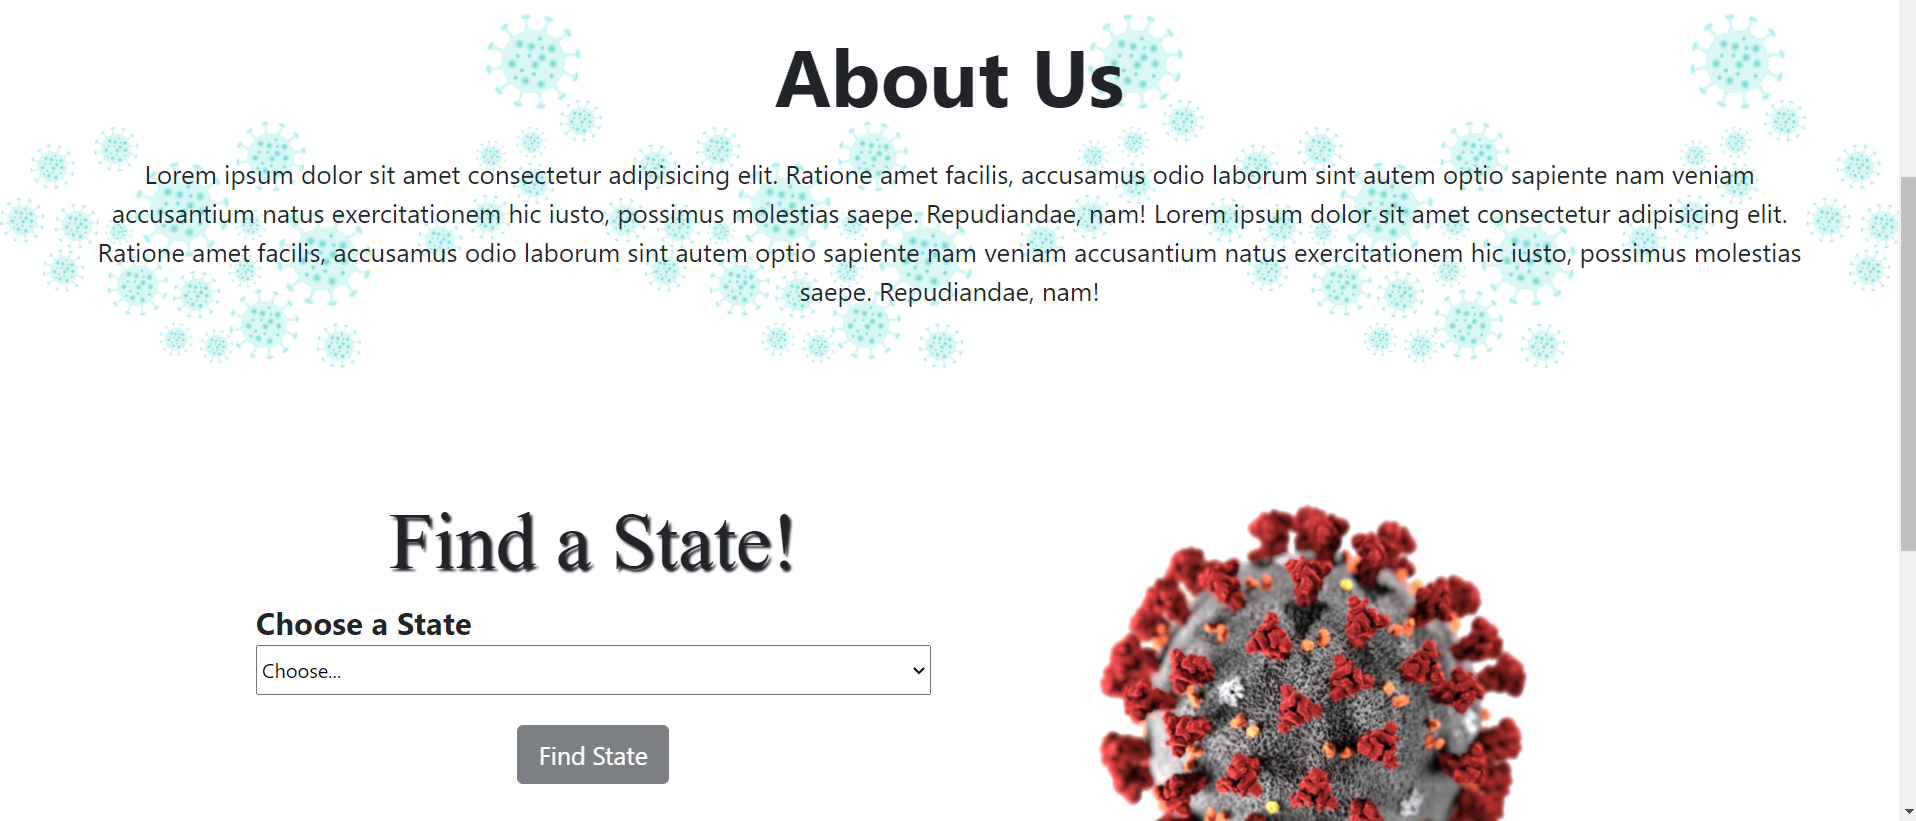 About Us
Lorem ipsum dolor sit amet consectetur adipisicing elit. Ratione amet facilis, accusamus odio laborum sint autem optio sapiente nam veniam
accusantium natus exercitationem hic iusto, possimus molestias saepe. Repudiandae, nam! Lorem ipsum dolor sit amet consectetur adipisicing elit.
Ratione amet facilis, accusamus odio laborum sint autem optio sapiente nam veniam accusantium natus exercitationem hic iusto, possimus molestias
saepe. Repudiandae, nam!
Find a State!
Choose a State
Choose...
Find State